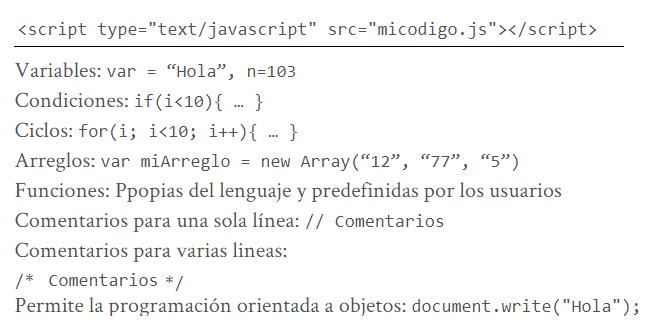 <script type="text/javascript" src="micodigo.js"></script>
Variables: var = “Hola”, n=103
Condiciones: if(i<10){ … }
Ciclos: for(i; i<10; i++){ … }
Arreglos: var miArreglo = new Array(“12”, “77”, “5”)
Funciones: Ppopias del lenguaje y predefinidas por los usuarios
Comentarios para una sola línea: // Comentarios
Comentarios para varias lineas:
/* Comentarios */
Permite la programación orientada a objetos: document.write("Hola");